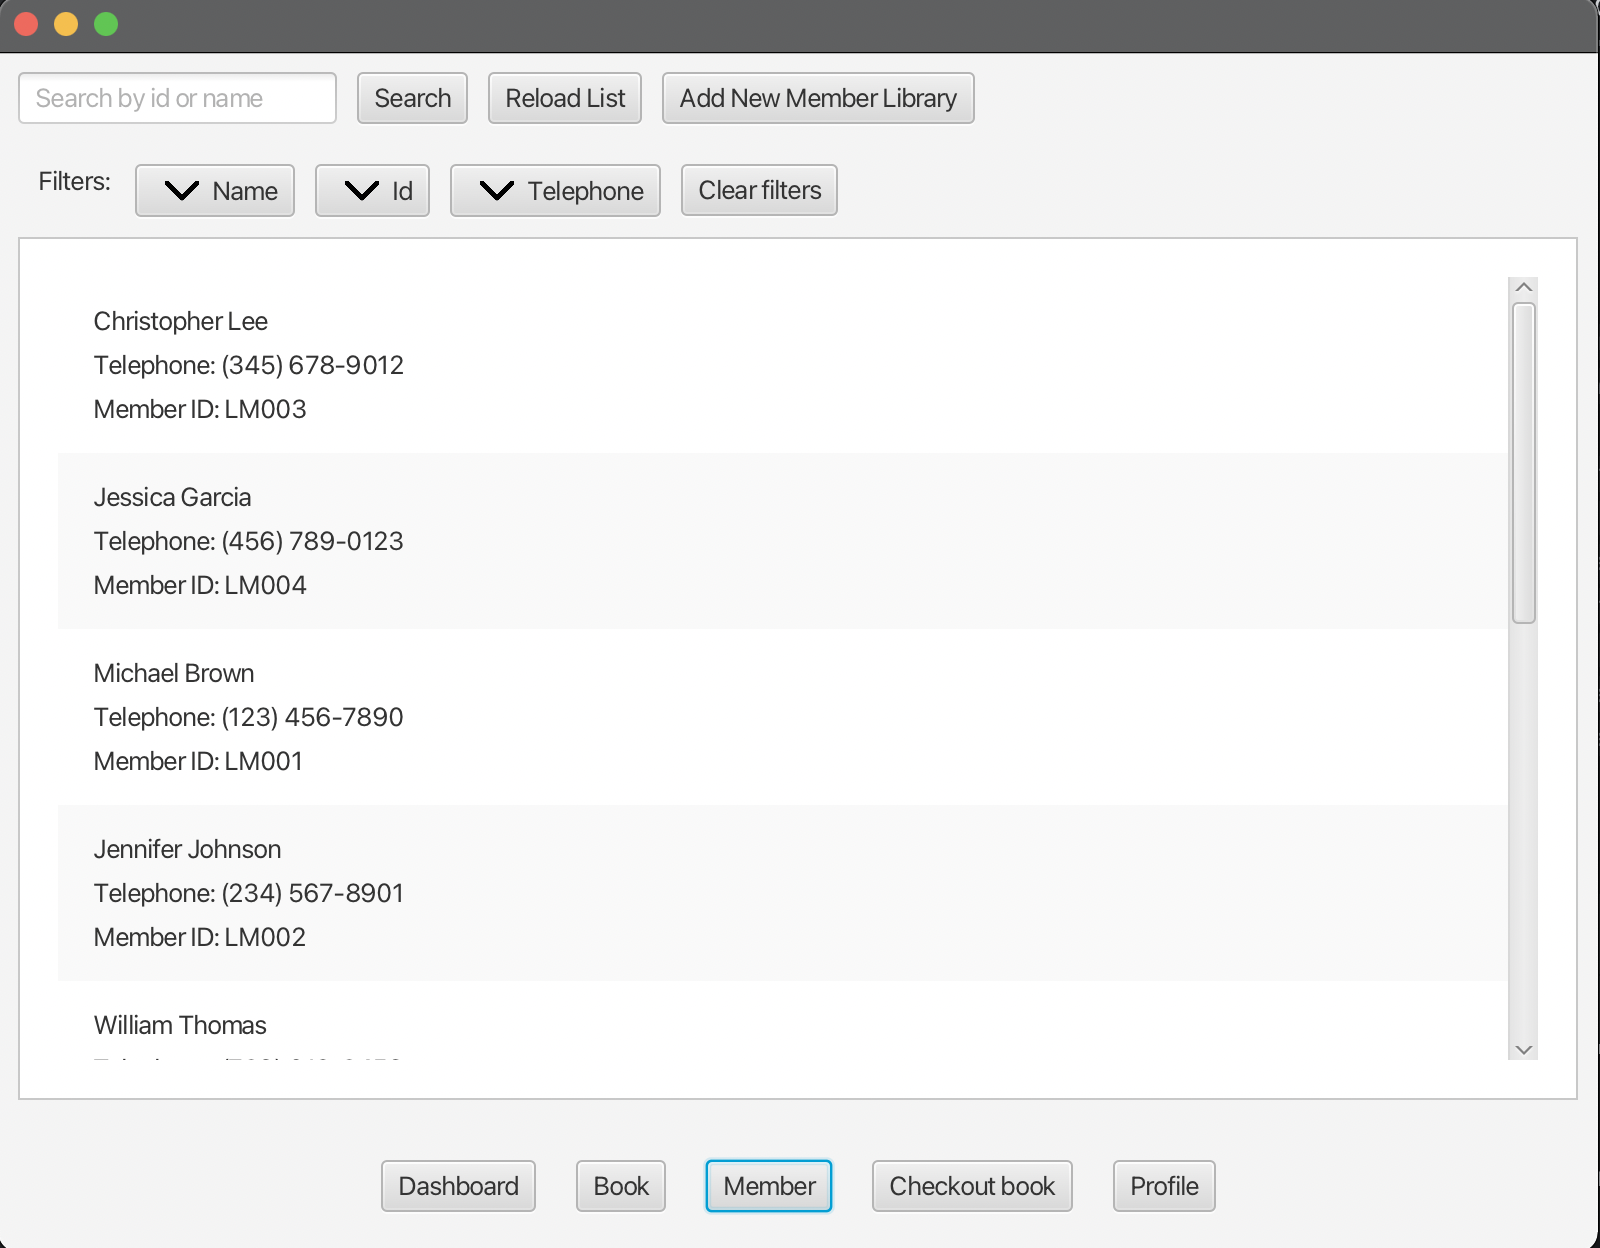 Search by id or name Search Reload List Add New Member Library
Filters: Name Id Telephone Clear filters
Christopher Lee
Telephone: (345) 678-9012
Member ID: LM003
Jessica Garcia
Telephone: (456) 789-0123
Member ID: LM004
Michael Brown
Telephone: (123) 456-7890
Member ID: LM001
Jennifer Johnson
Telephone: (234) 567-8901
Member ID: LM002
William Thomas
Dashboard Book Member Checkout book Profile